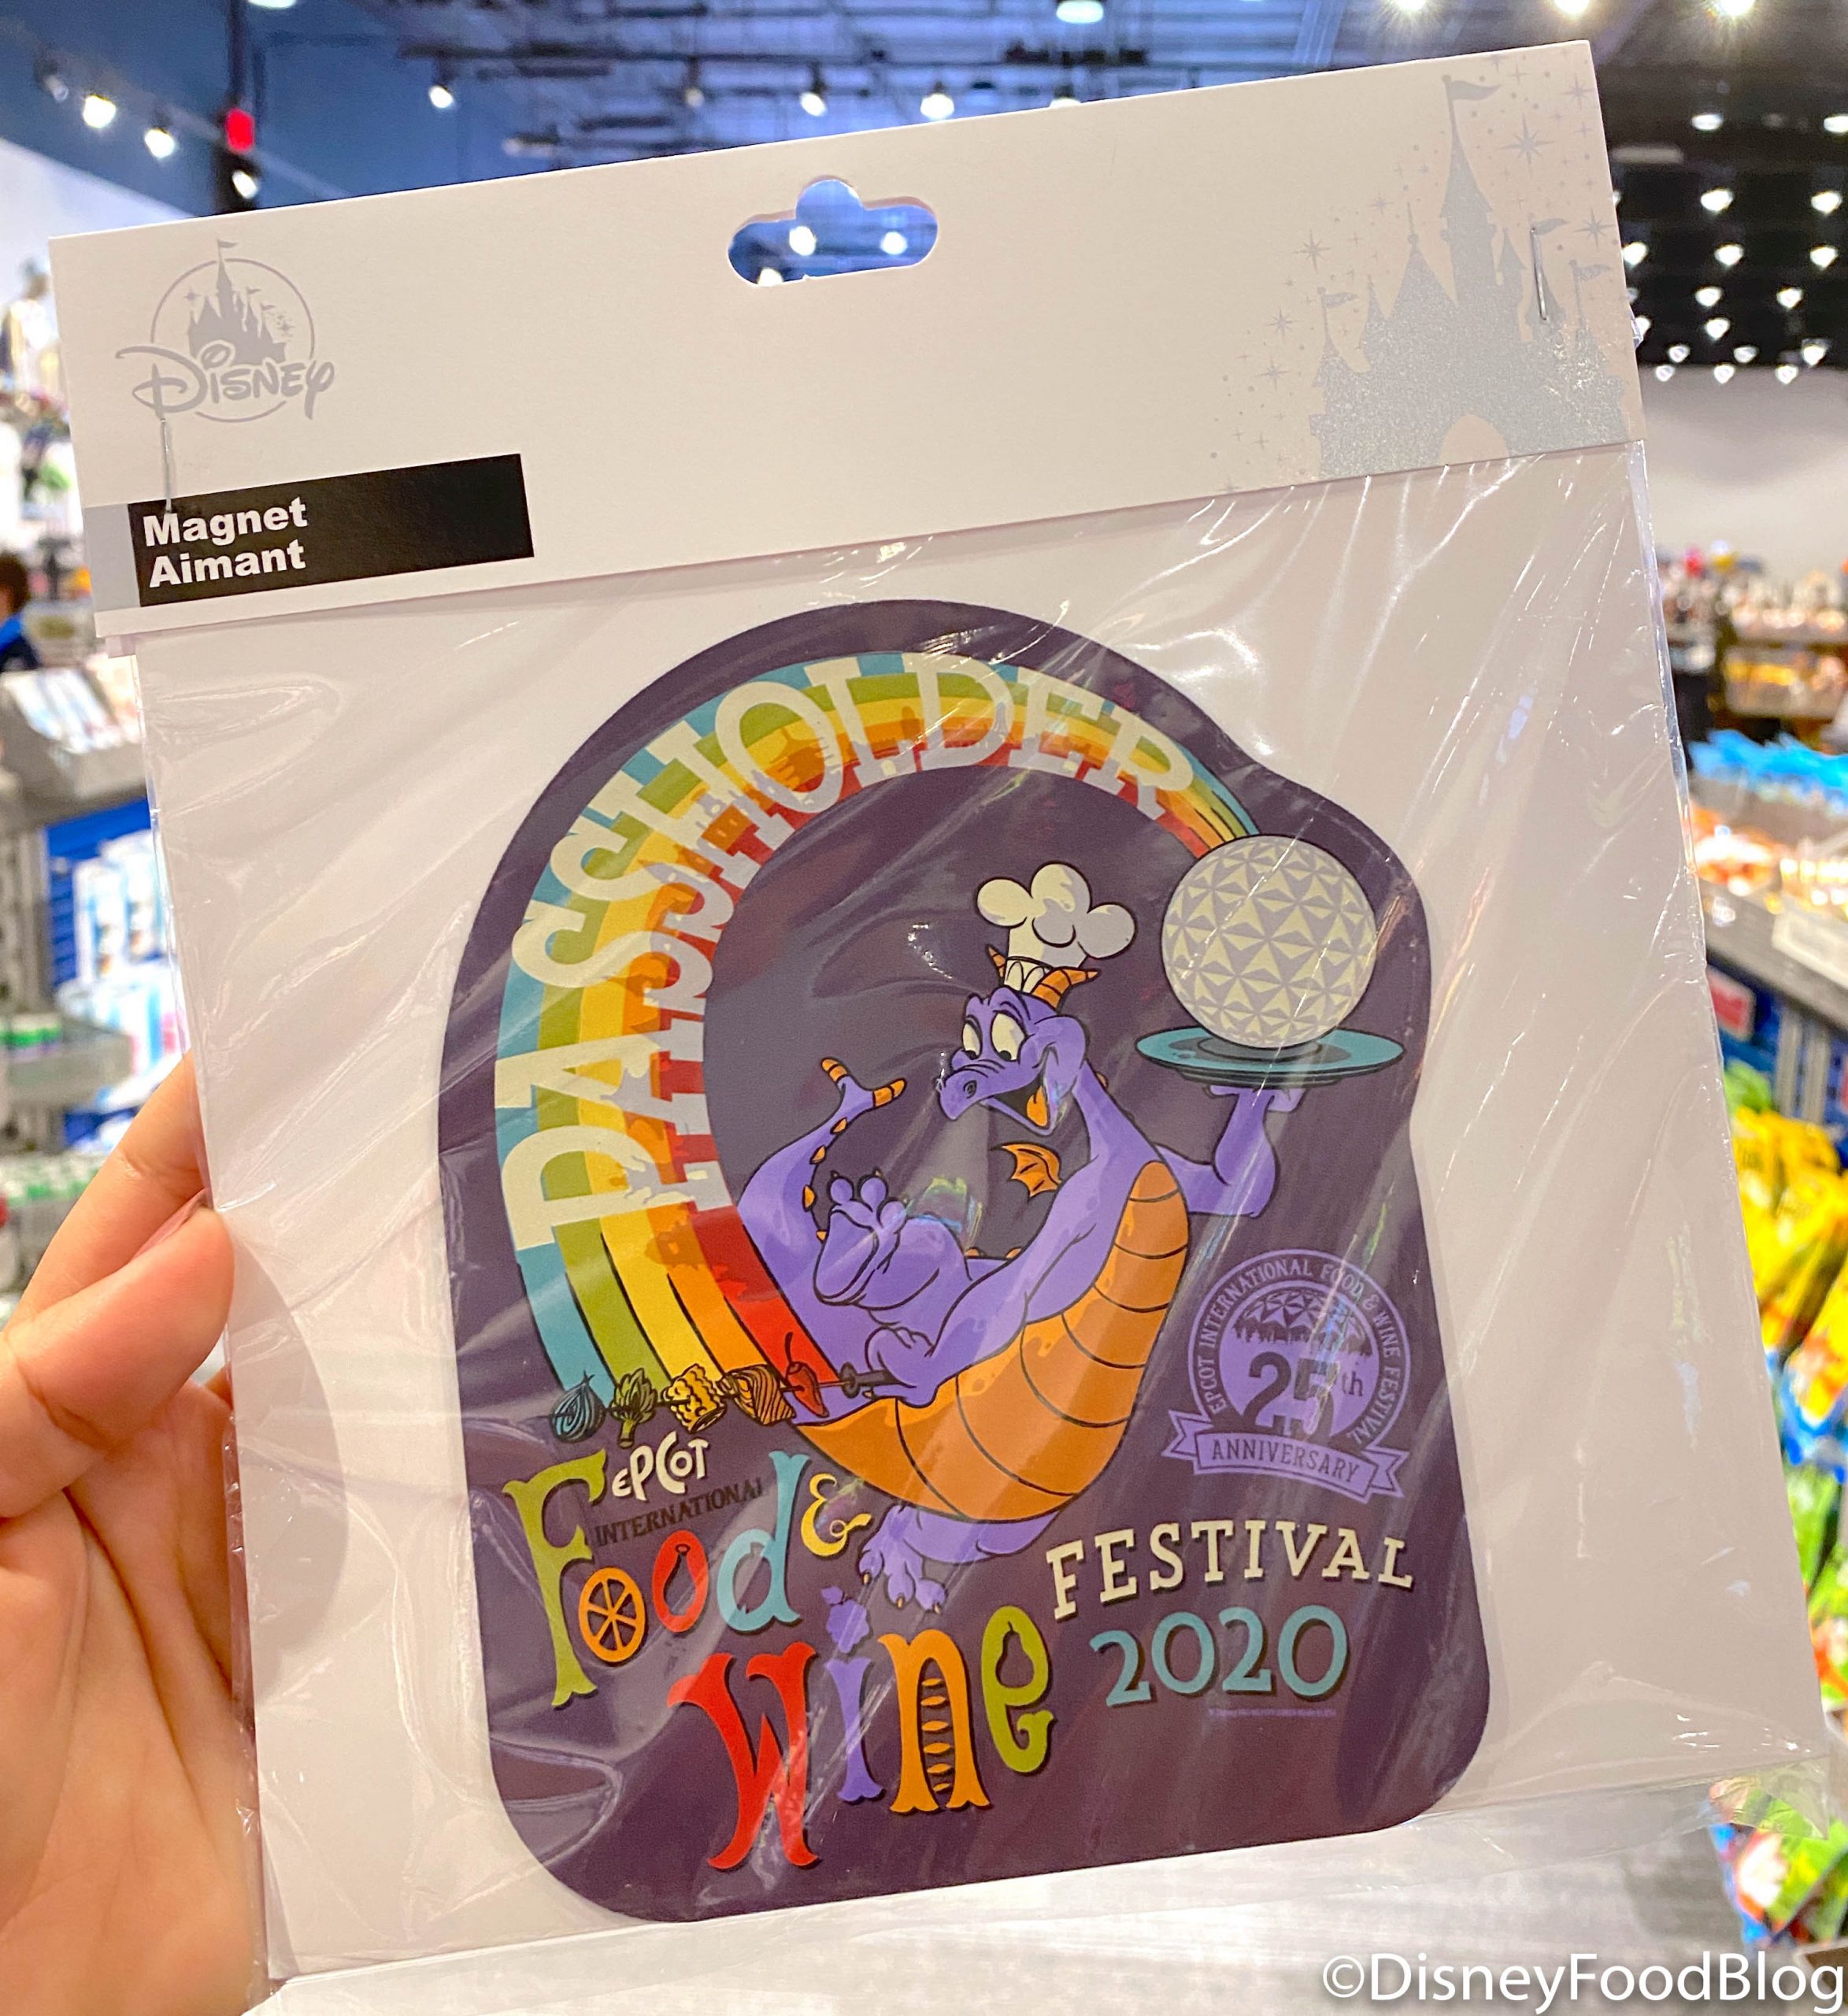 Disney
Magnet
Aimant
PASSHOLDER
EPCOT INTERNATIONAL FOOD & WINE FESTIVAL
25th
ANNIVERSARY
EPCOT
INTERNATIONAL
Food &
Wine
FESTIVAL
2020
©DisneyFoodBlog